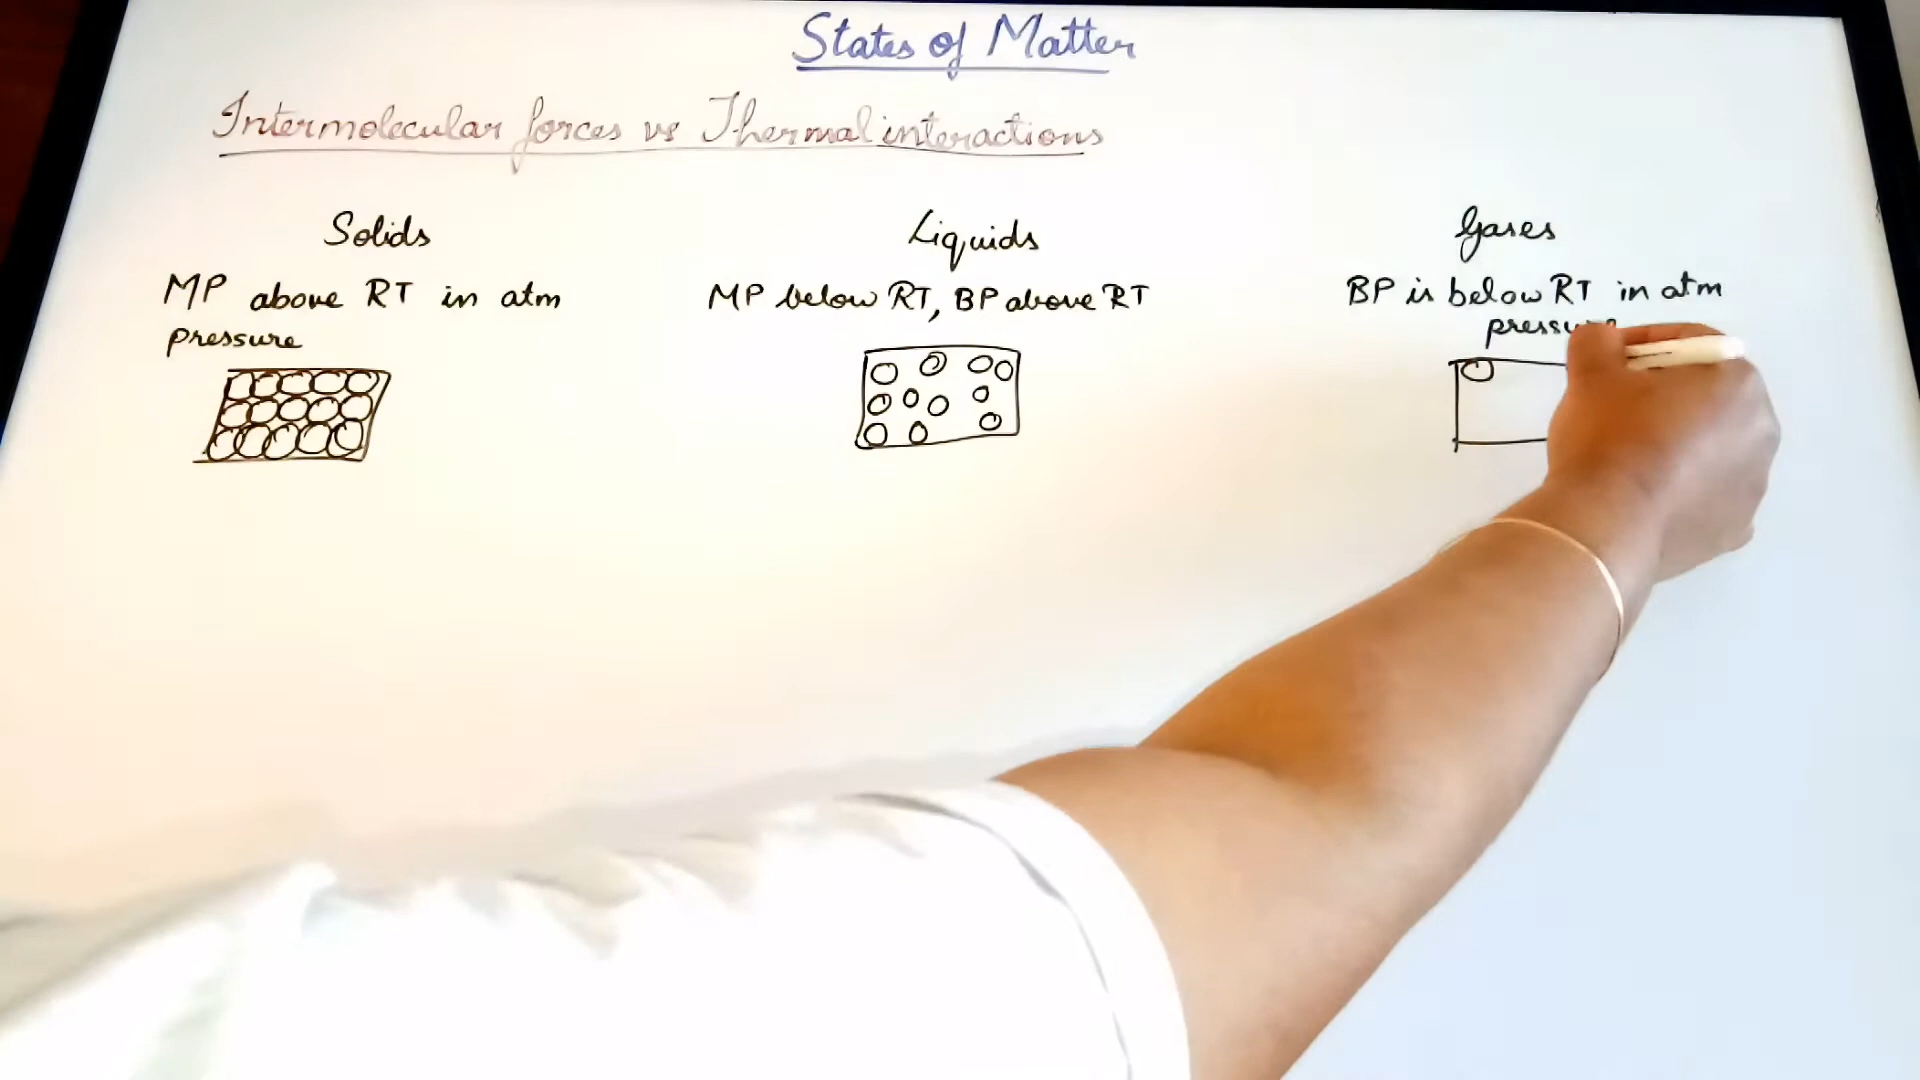 States of Matter
Intermolecular forces vs Thermal interactions
Solids
MP above RT in atm
pressure
Liquids
MP below RT, BP above RT
Gases
BP is below RT in atm